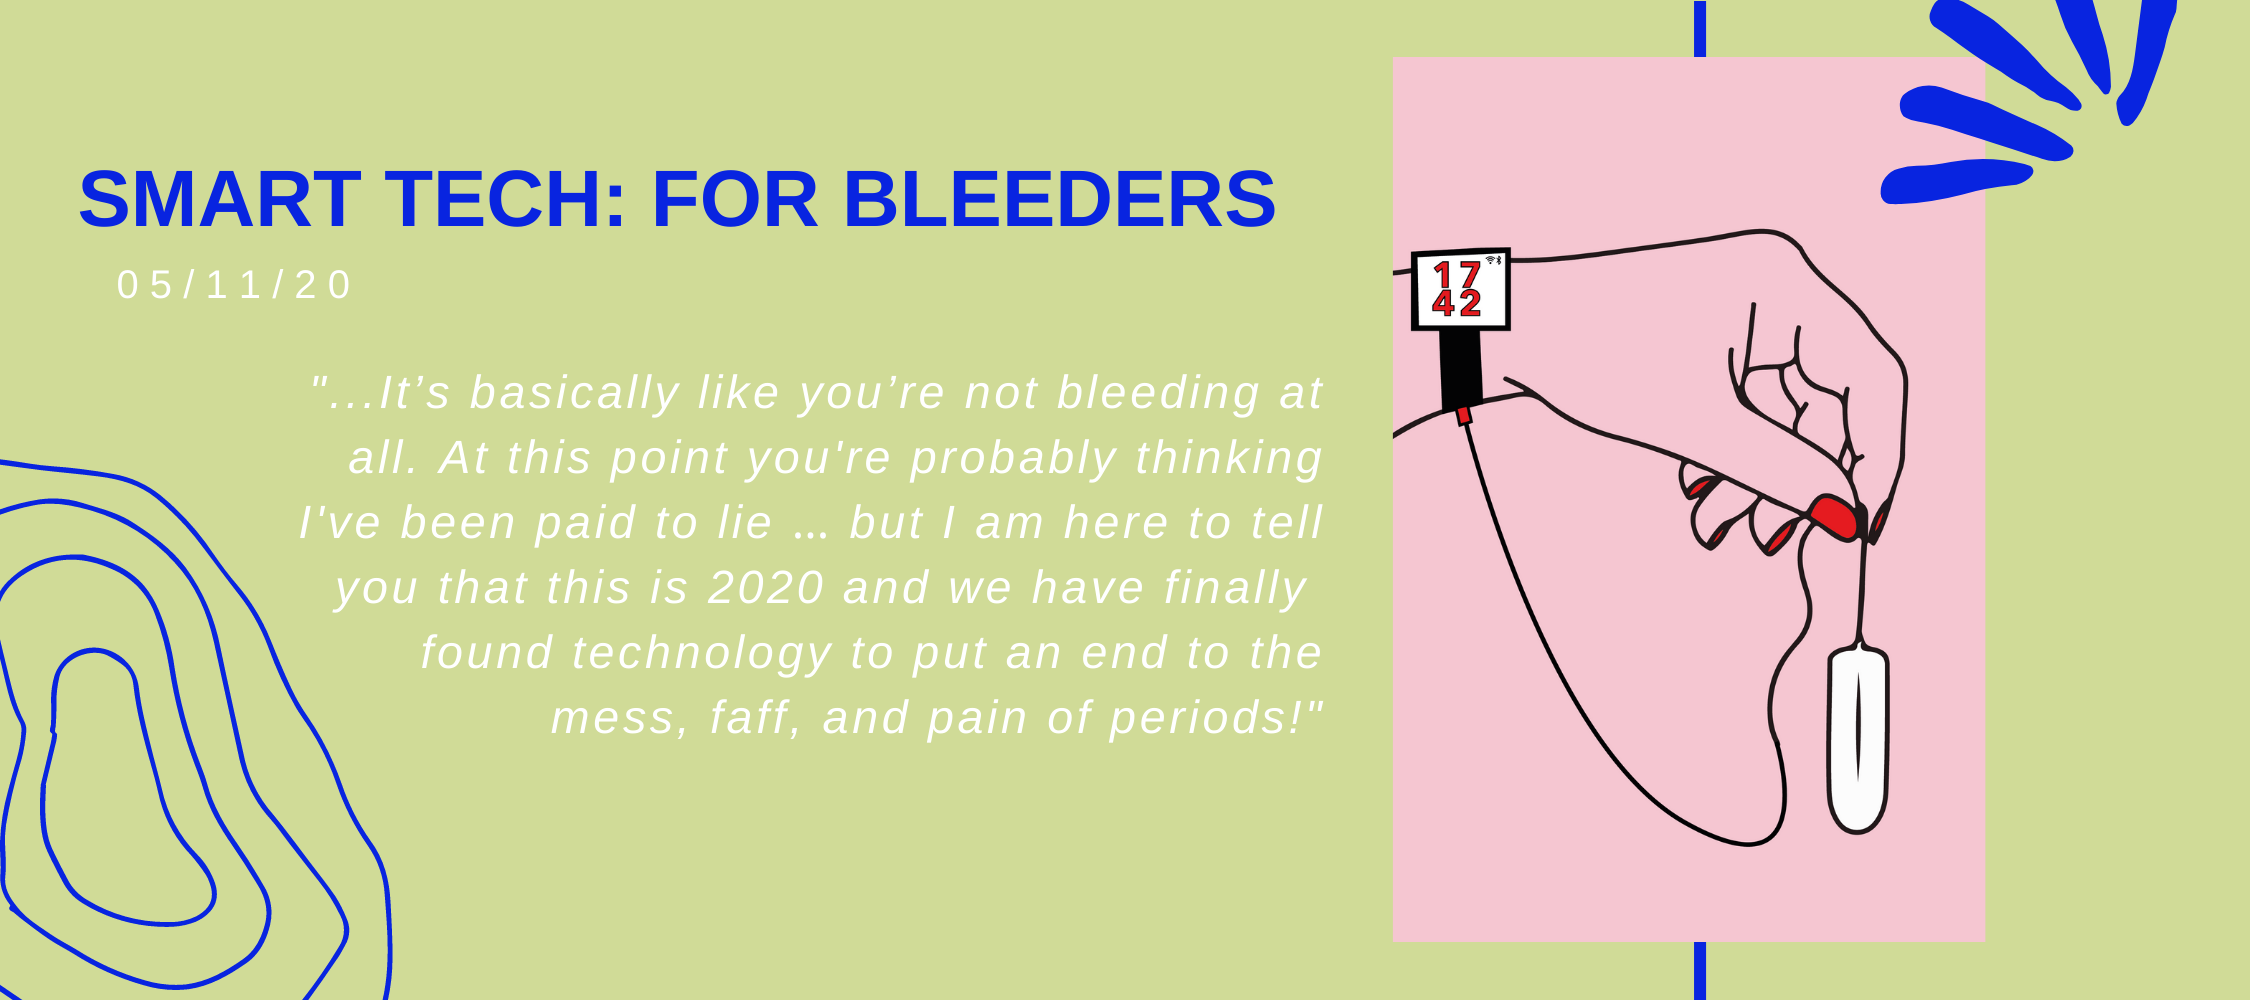 SMART TECH: FOR BLEEDERS
05/11/20
"...It’s basically like you’re not bleeding at
all. At this point you're probably thinking
I've been paid to lie ... but I am here to tell
you that this is 2020 and we have finally
found technology to put an end to the
mess, faff, and pain of periods!"
17
42